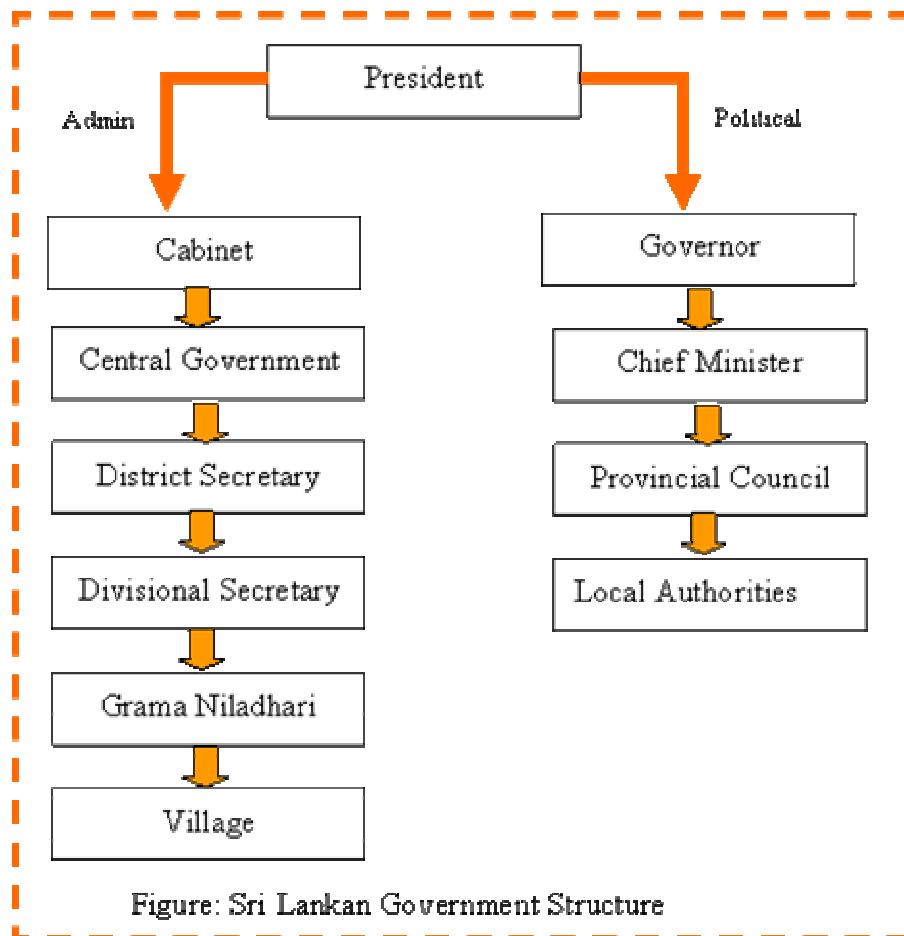 President
Admin
Political
Cabinet
Central Government
District Secretary
Divisional Secretary
Grama Niladhari
Village
Governor
Chief Minister
Provincial Council
Local Authorities
Figure: Sri Lankan Government Structure